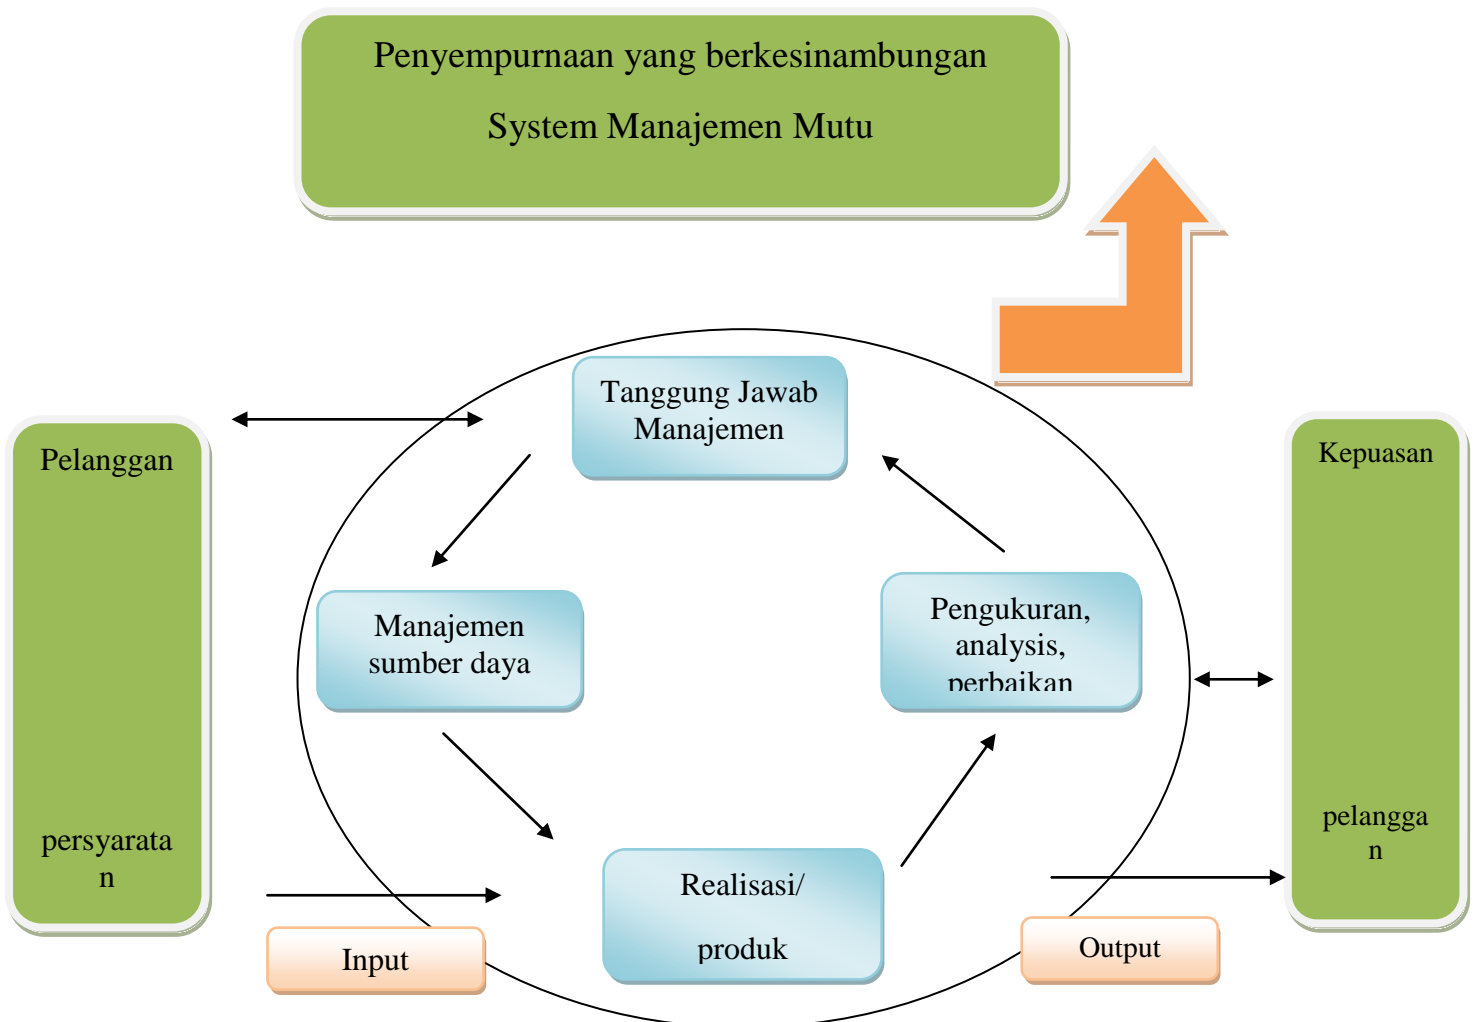 Penyempurnaan yang berkesinambungan
System Manajemen Mutu
Tanggung Jawab
Manajemen
Pelanggan
Kepuasan
Manajemen
sumber daya
Pengukuran,
analysis,
perbaikan
persyarata
n
pelangga
n
Realisasi/
produk
Input
Output